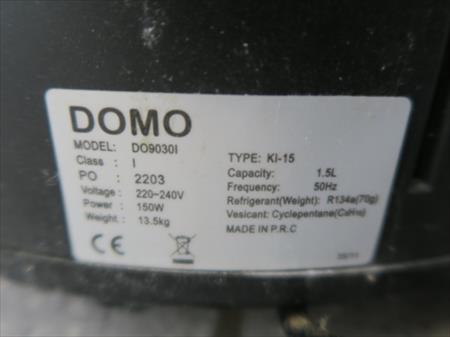 DOMO
MODEL: DO9030I
Class : I
PO : 2203
Voltage : 220~240V
Power : 150W
Weight : 13.5kg
TYPE: KI-15
Capacity: 1.5L
Frequency: 50Hz
Refrigerant(Weight): R134a(70g)
Vesicant: Cyclepentane(C₅H₁₀)
MADE IN P.R.C
CE